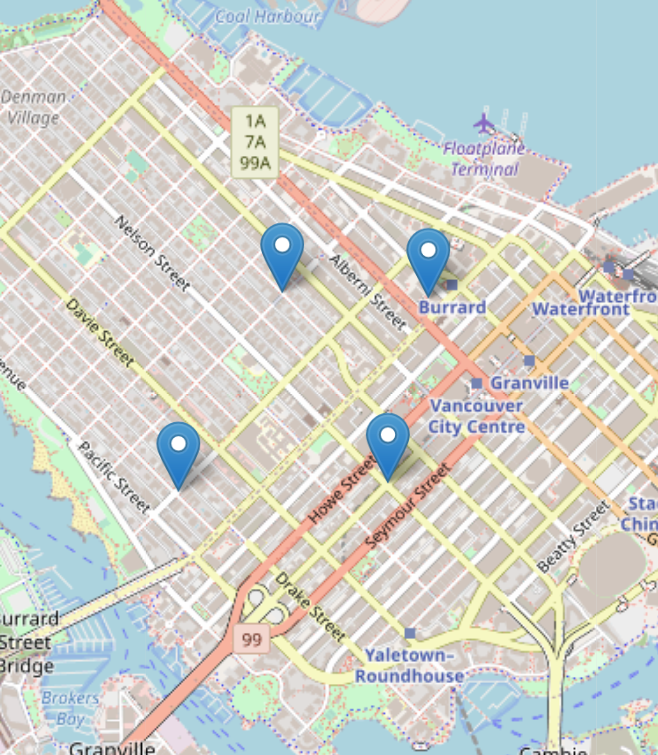 Coal Harbour
Denman
Village
1A
7A
99A
Floatplane
Terminal
Nelson Street
Alberni Street
Burrard
Waterfro
Waterfront
Davie Street
Granville
Vancouver
City Centre
enue
Pacific Street
Howe Street
Seymour Street
Sta
Chin
G
Beatty Street
Drake Street
urrard
Street
Bridge
99
Yaletown–
Roundhouse
Brokers
Bay
Granville
Cambie